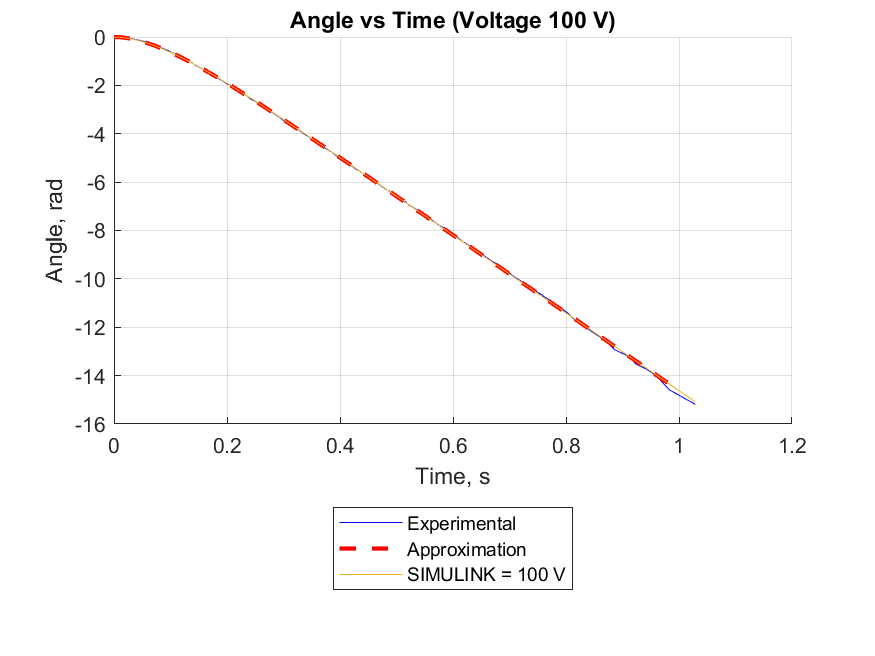 Angle vs Time (Voltage 100 V)
0
-2
-4
-6
-8
-10
-12
-14
-16
Angle, rad
0 0.2 0.4 0.6 0.8 1 1.2
Time, s
Experimental
Approximation
SIMULINK = 100 V